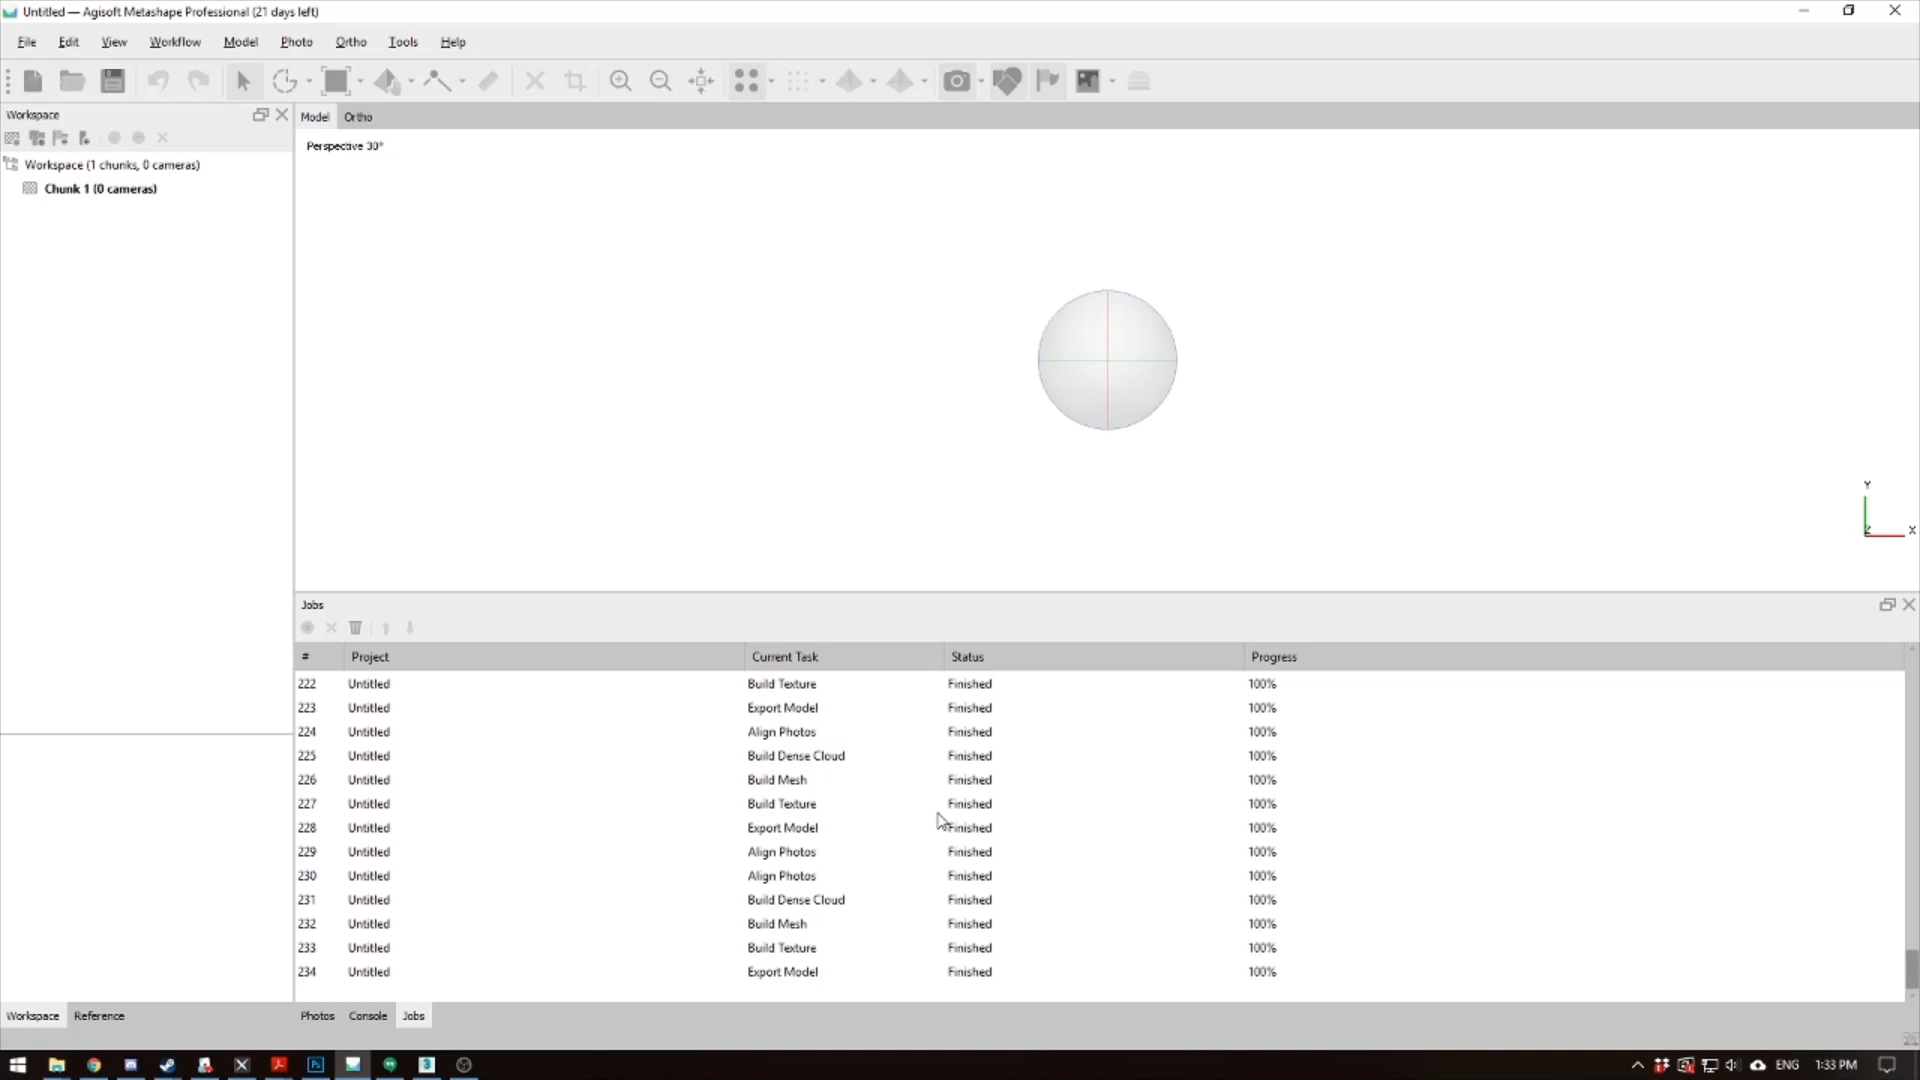 Untitled — Agisoft Metashape Professional (21 days left)
File Edit View Workflow Model Photo Ortho Tools Help
Workspace
Model Ortho
Perspective 30°
Workspace (1 chunks, 0 cameras)
Chunk 1 (0 cameras)
Y
Z X
Jobs
# Project Current Task Status Progress
222 Untitled Build Texture Finished 100%
223 Untitled Export Model Finished 100%
224 Untitled Align Photos Finished 100%
225 Untitled Build Dense Cloud Finished 100%
226 Untitled Build Mesh Finished 100%
227 Untitled Build Texture Finished 100%
228 Untitled Export Model Finished 100%
229 Untitled Align Photos Finished 100%
230 Untitled Align Photos Finished 100%
231 Untitled Build Dense Cloud Finished 100%
232 Untitled Build Mesh Finished 100%
233 Untitled Build Texture Finished 100%
234 Untitled Export Model Finished 100%
Workspace Reference Photos Console Jobs
Ps 3 ENG 1:33 PM